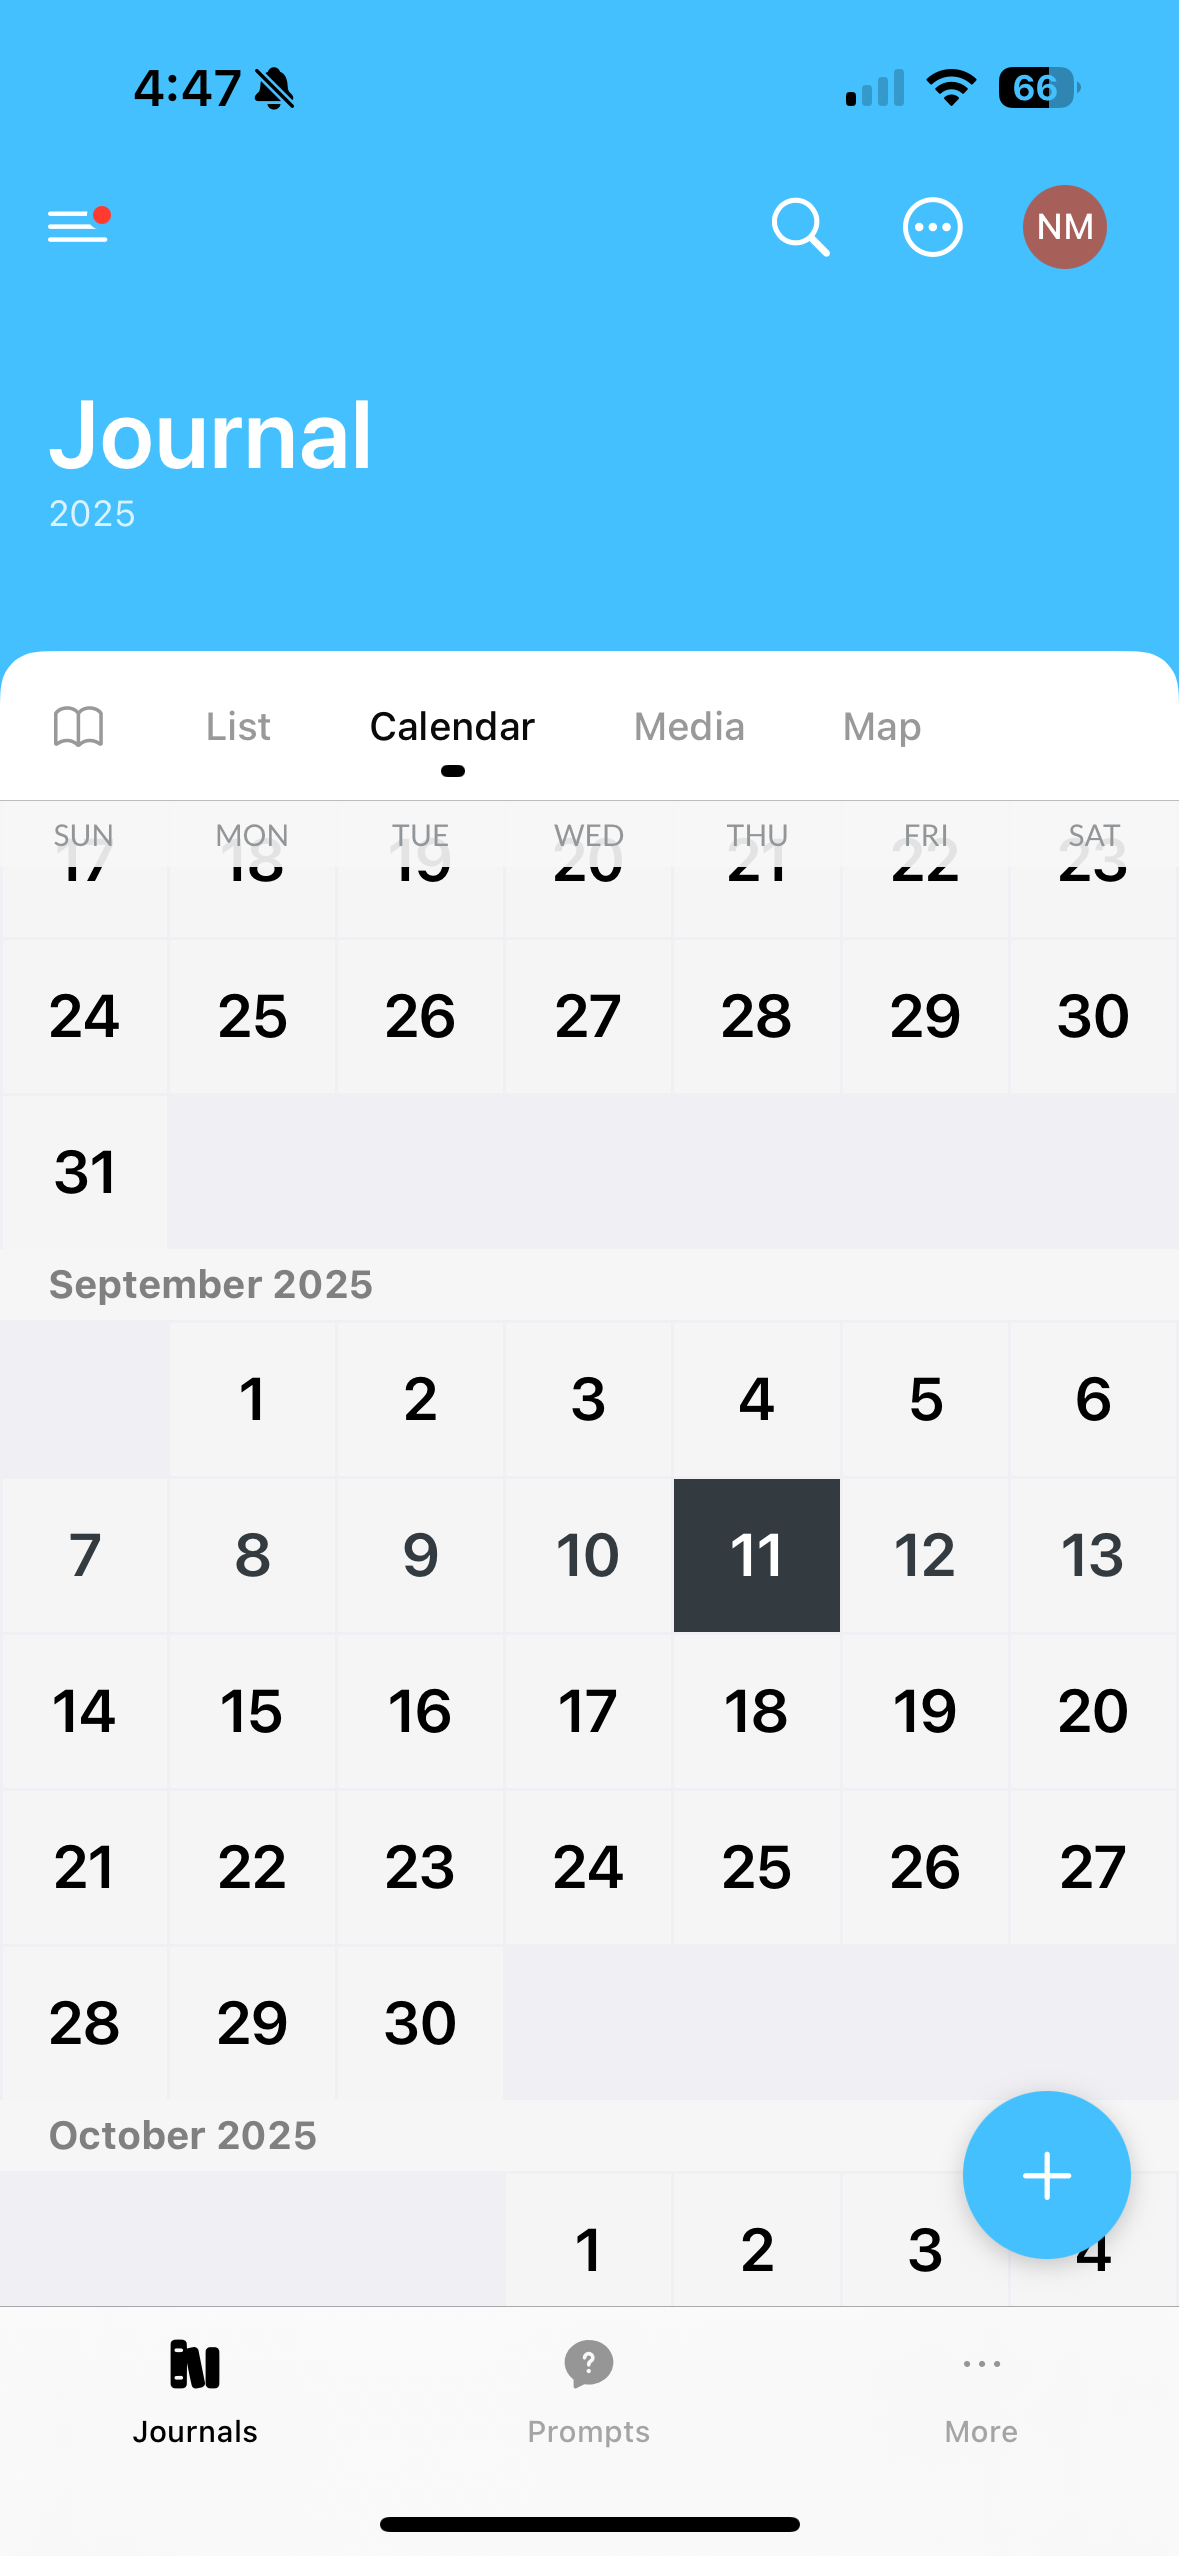 4:47 66
NM
Journal
2025
List Calendar Media Map
SUN MON TUE WED THU FRI SAT
17 18 19 20 21 22 23
24 25 26 27 28 29 30
31
September 2025
1 2 3 4 5 6
7 8 9 10 11 12 13
14 15 16 17 18 19 20
21 22 23 24 25 26 27
28 29 30
October 2025
1 2 3 4
Journals Prompts More